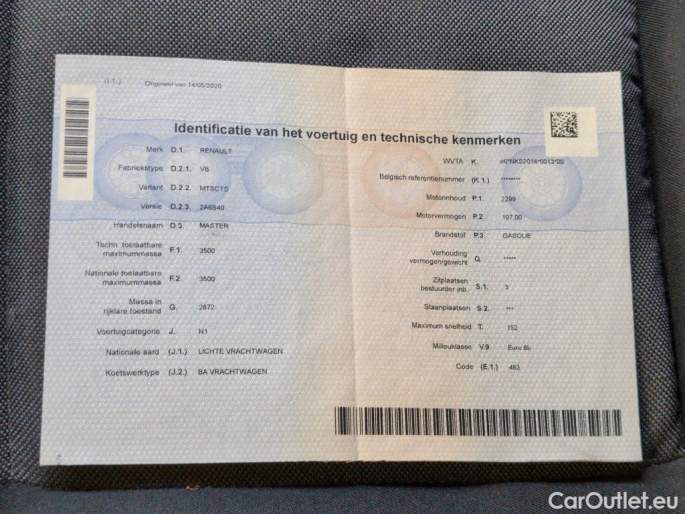 (I.1.) Origineel van 14/05/2020
Identificatie van het voertuig en technische kenmerken
Merk D.1. RENAULT
Fabriekstype D.2.1. VB
Variant D.2.2. MTSCTS
Versie D.2.3. 2A6S40
Handelsnaam D.3. MASTER
Techn. toelaatbare
maximummassa F.1. 3500
Nationale toelaatbare
maximummassa F.2. 3500
Massa in
rijklare toestand G. 2672
Voertuigcategorie J. N1
Nationale aard (J.1.) LICHTE VRACHTWAGEN
Koetswerktype (J.2.) BA VRACHTWAGEN
WVTA K.
Belgisch referentienummer (K.1.) ********
Motorinhoud P.1. 2299
Motorvermogen P.2. 107,00
Brandstof P.3. GASOLIE
Verhouding
vermogen/gewicht Q. *****
Zitplaatsen
bestuurder inb. S.1. 3
Staanplaatsen S.2. ***
Maximum snelheid T. 152
Milieuklasse V.9. Euro 6b
Code (E.1.) 483
CarOutlet.eu